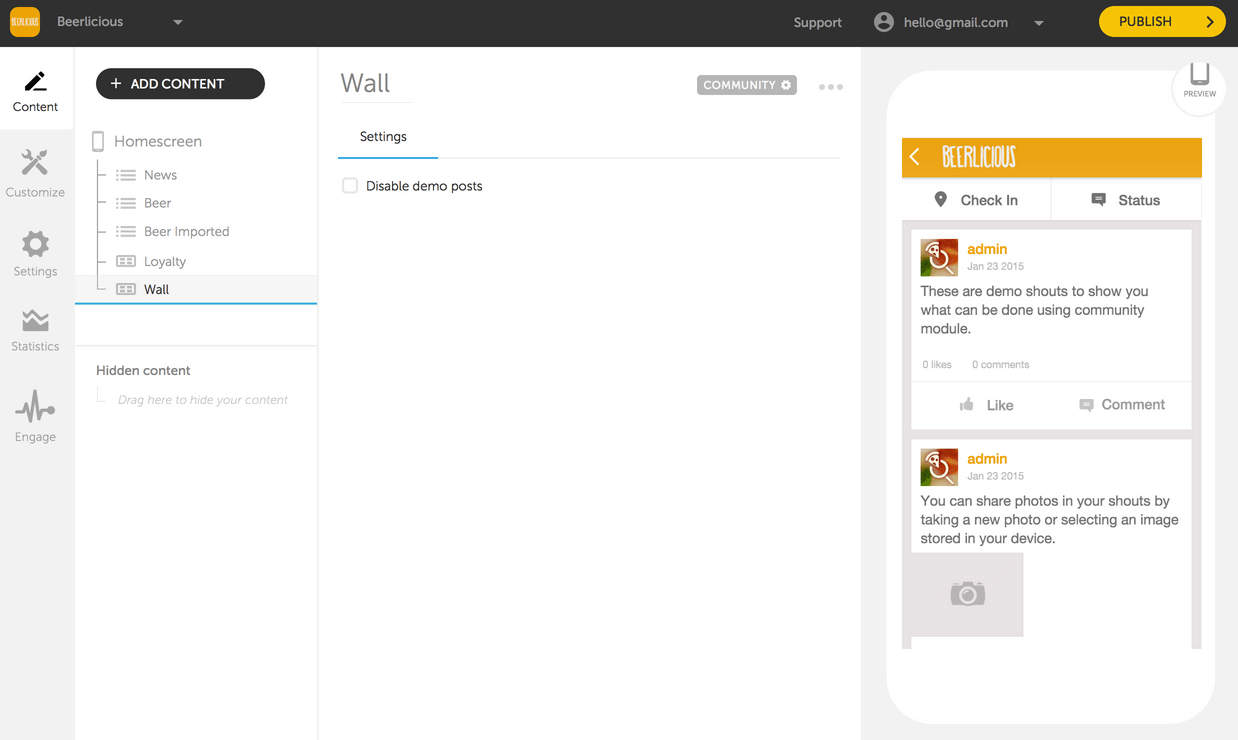 BEERLICIOUS
Beerlicious
Support
hello@gmail.com
PUBLISH
Content
Customize
Settings
Statistics
Engage
+ ADD CONTENT
Homescreen
News
Beer
Beer Imported
Loyalty
Wall
Hidden content
Drag here to hide your content
Wall
COMMUNITY
Settings
Disable demo posts
PREVIEW
BEERLICIOUS
Check In
Status
admin
Jan 23 2015
These are demo shouts to show you
what can be done using community
module.
0 likes
0 comments
Like
Comment
admin
Jan 23 2015
You can share photos in your shouts by
taking a new photo or selecting an image
stored in your device.